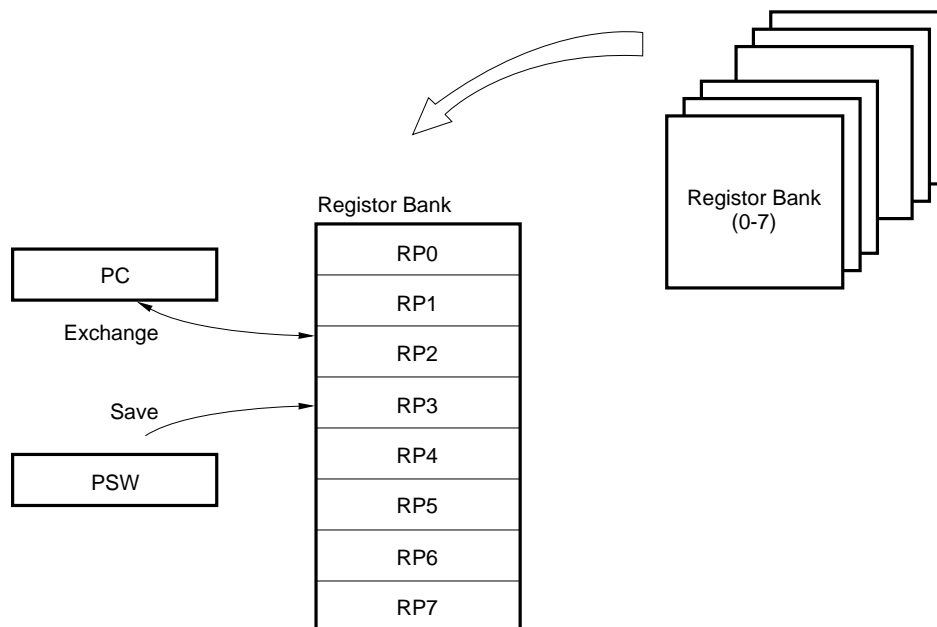 Registor Bank
(0-7)
Registor Bank
RP0
PC
RP1
Exchange
RP2
Save
RP3
RP4
PSW
RP5
RP6
RP7